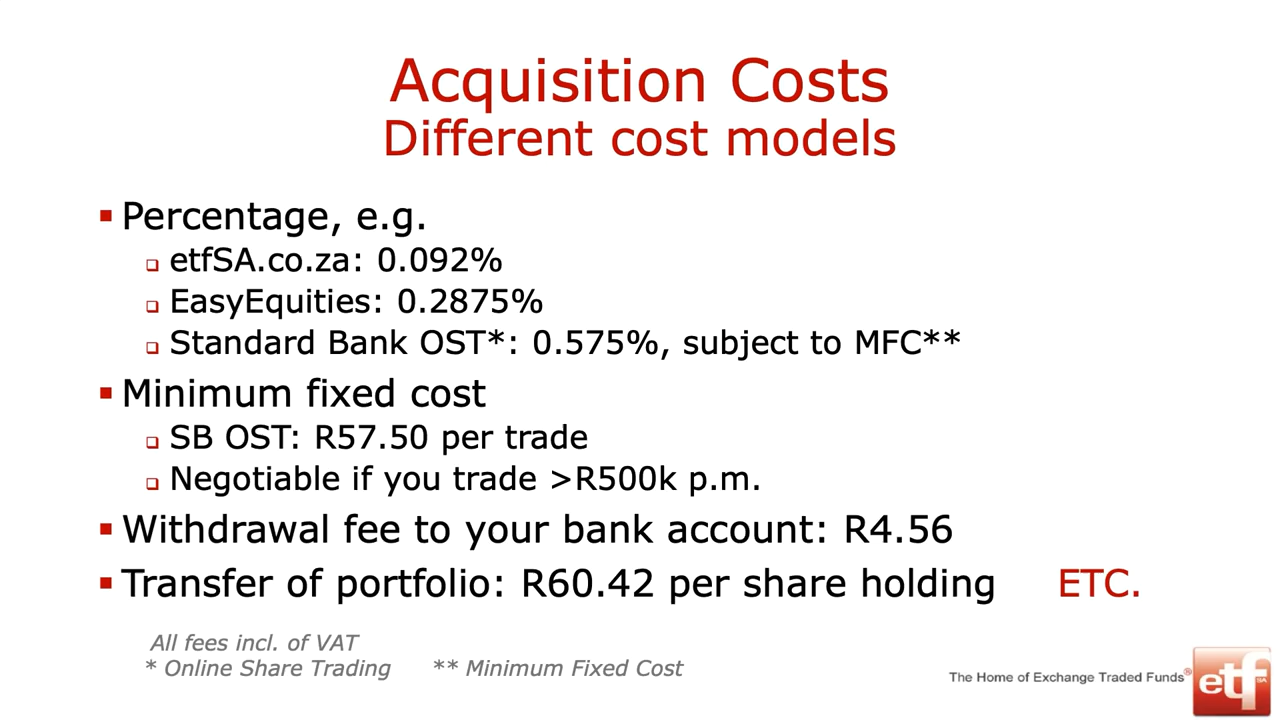 Acquisition Costs
Different cost models
Percentage, e.g.
etfSA.co.za: 0.092%
EasyEquities: 0.2875%
Standard Bank OST*: 0.575%, subject to MFC**
Minimum fixed cost
SB OST: R57.50 per trade
Negotiable if you trade >R500k p.m.
Withdrawal fee to your bank account: R4.56
Transfer of portfolio: R60.42 per share holding ETC.
All fees incl. of VAT
* Online Share Trading ** Minimum Fixed Cost
The Home of Exchange Traded Funds®
etf SA